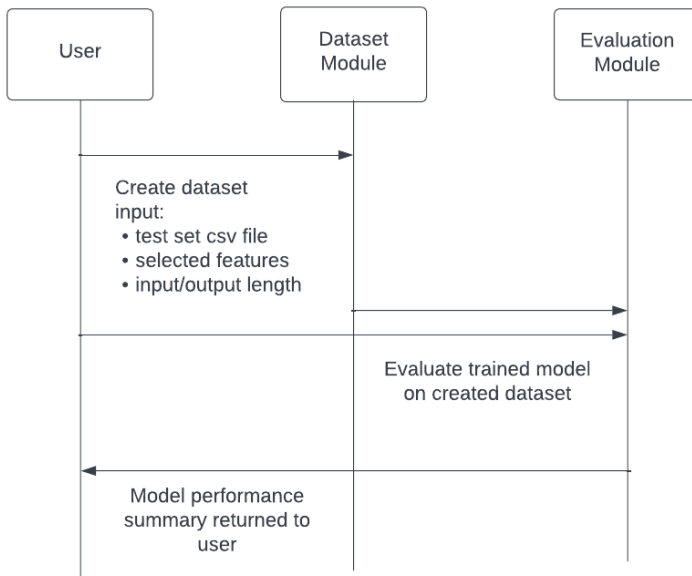 User
Dataset
Module
Evaluation
Module
Create dataset
input:
• test set csv file
• selected features
• input/output length
Evaluate trained model
on created dataset
Model performance
summary returned to
user